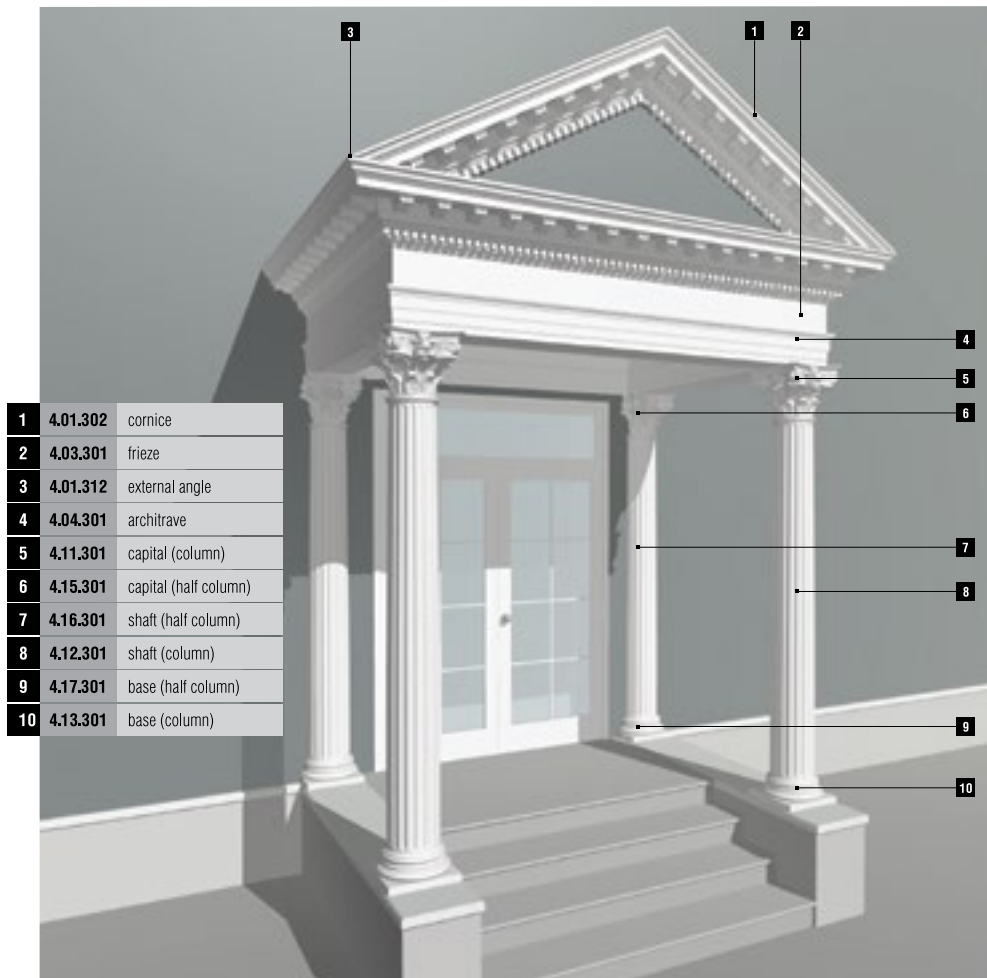 3
1
2
4
5
6
7
8
9
10
1 4.01.302 cornice
2 4.03.301 frieze
3 4.01.312 external angle
4 4.04.301 architrave
5 4.11.301 capital (column)
6 4.15.301 capital (half column)
7 4.16.301 shaft (half column)
8 4.12.301 shaft (column)
9 4.17.301 base (half column)
10 4.13.301 base (column)